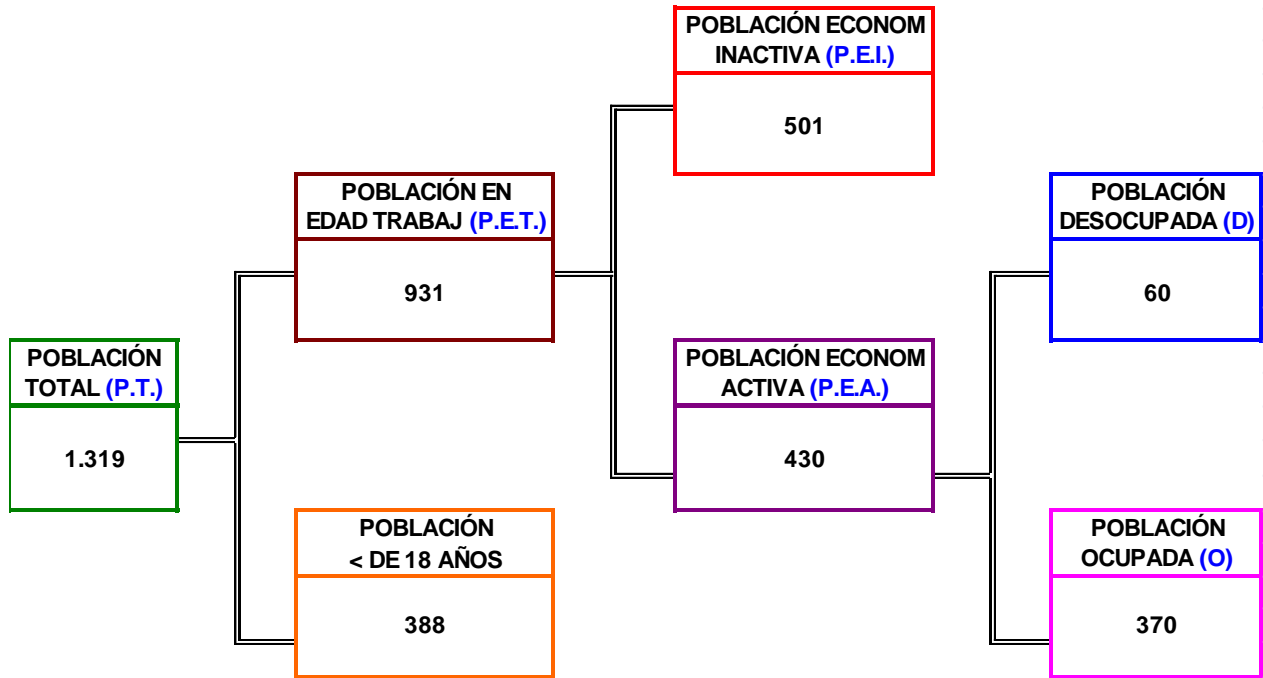 POBLACIÓN ECONOM
INACTIVA (P.E.I.)
501
POBLACIÓN EN
EDAD TRABAJ (P.E.T.)
931
POBLACIÓN
DESOCUPADA (D)
60
POBLACIÓN
TOTAL (P.T.)
1.319
POBLACIÓN ECONOM
ACTIVA (P.E.A.)
430
POBLACIÓN
< DE 18 AÑOS
388
POBLACIÓN
OCUPADA (O)
370